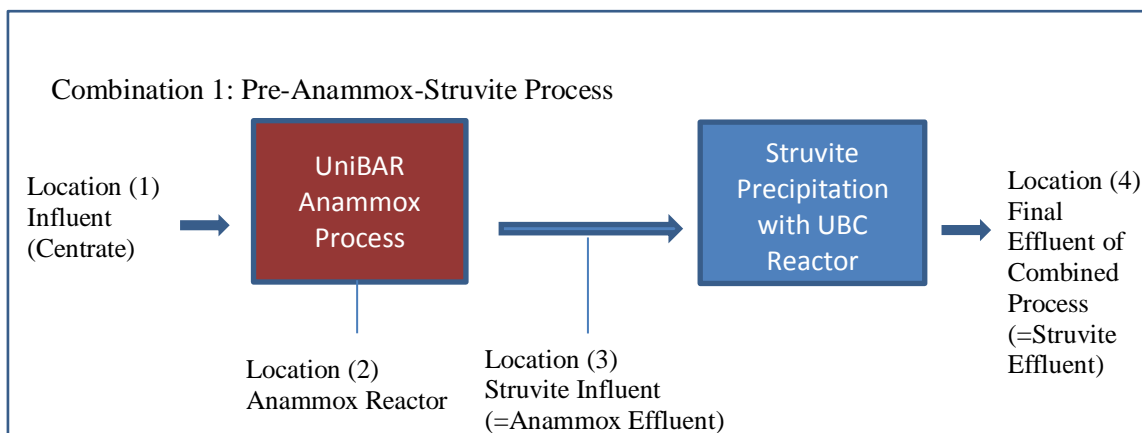 Combination 1: Pre-Anammox-Struvite Process
Location (1)
Influent
(Centrate)
UniBAR
Anammox
Process
Struvite
Precipitation
with UBC
Reactor
Location (4)
Final
Effluent of
Combined
Process
(=Struvite
Effluent)
Location (2)
Anammox Reactor
Location (3)
Struvite Influent
(=Anammox Effluent)